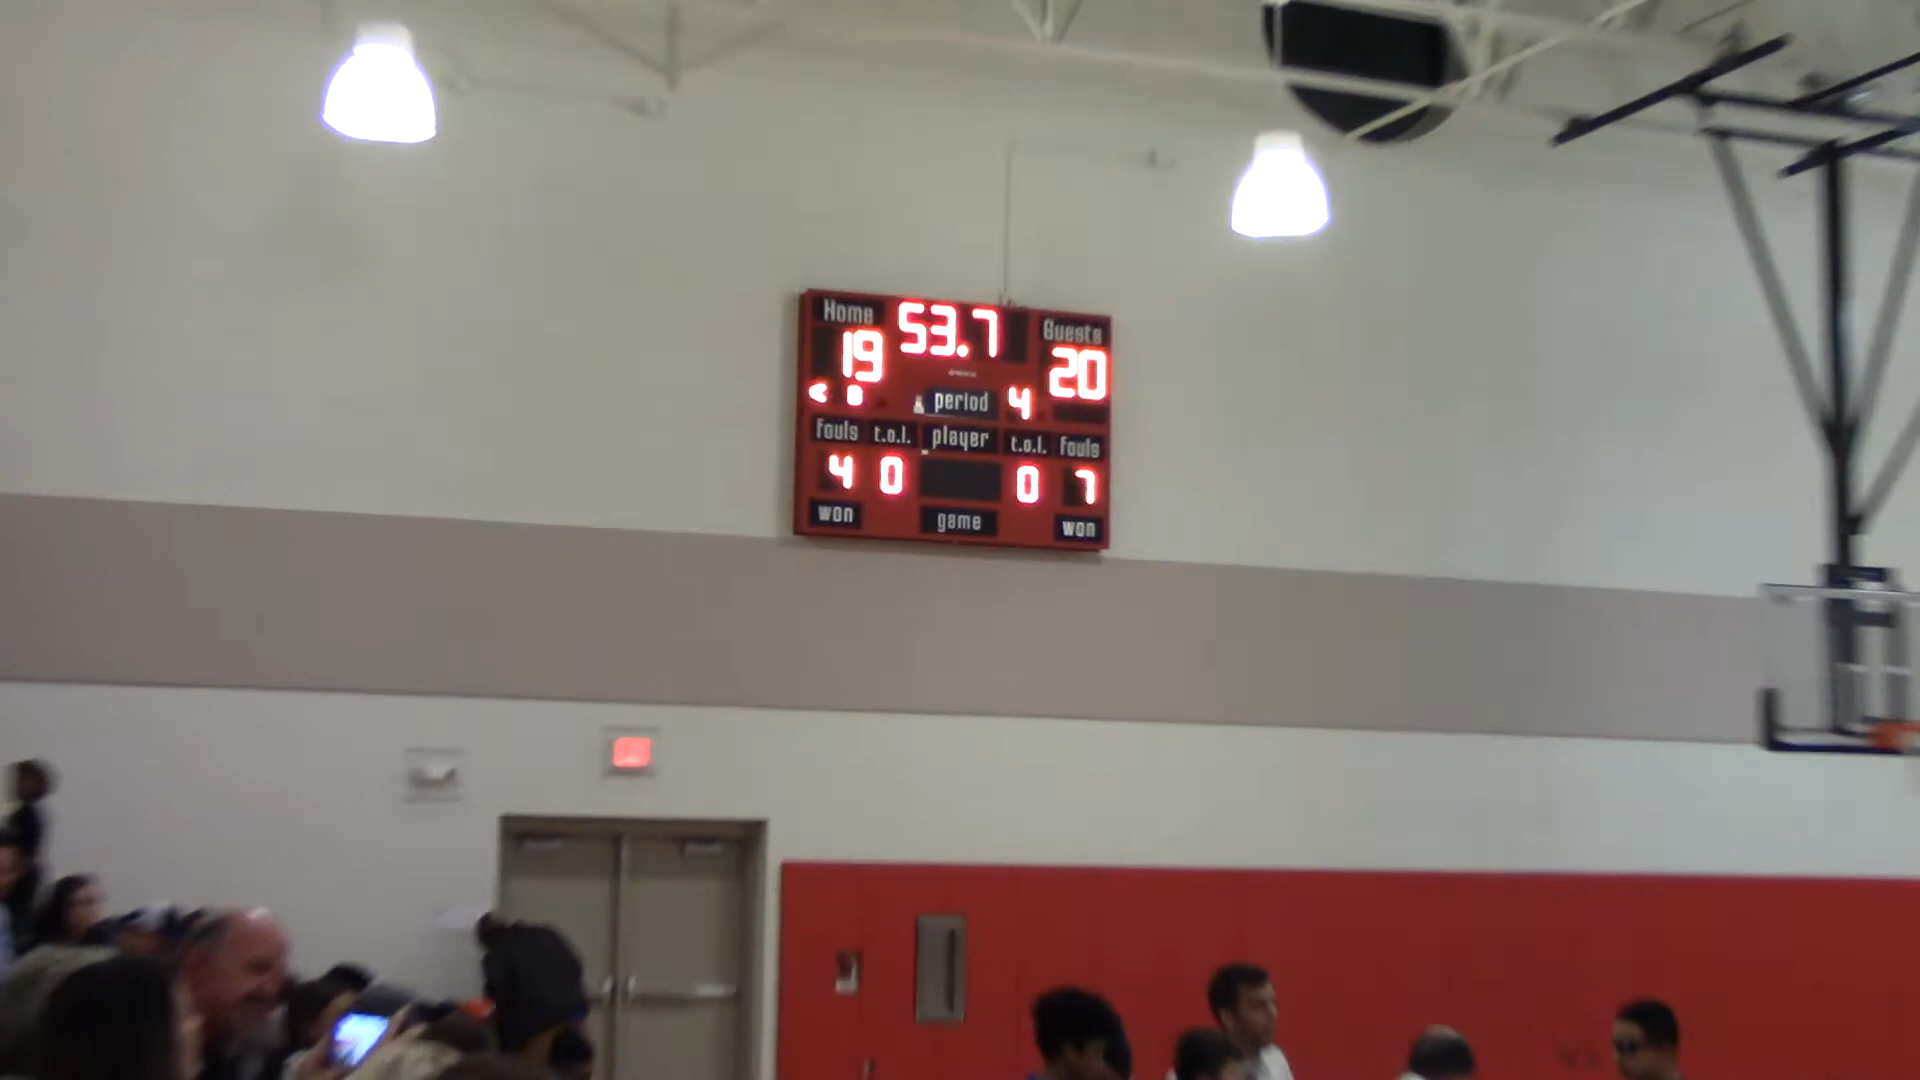 Home 53.7 Guests
19 20
< B period 4
fouls t.o.l. player t.o.l. fouls
4 0 0 7
won game won